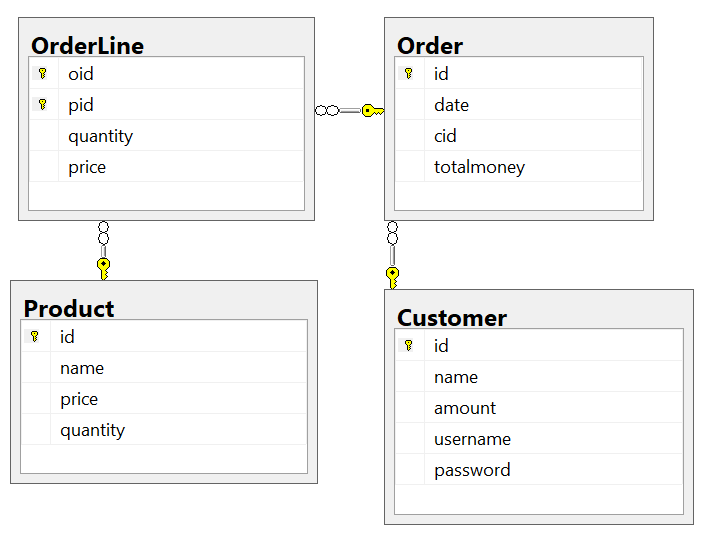 OrderLine
oid
pid
quantity
price
Order
id
date
cid
totalmoney
Product
id
name
price
quantity
Customer
id
name
amount
username
password